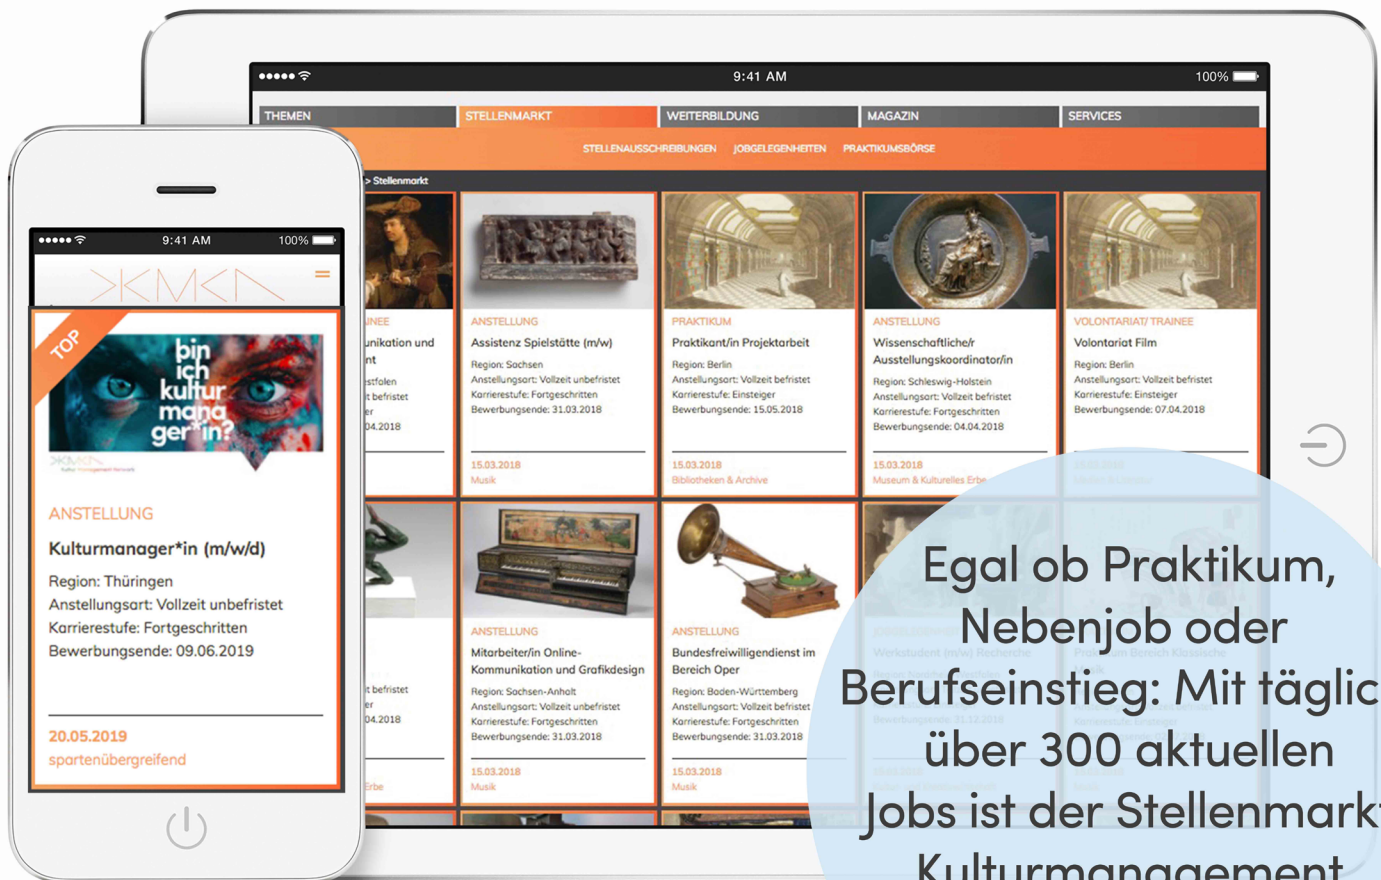 9:41 AM
100%
THEMEN
STELLENMARKT
WEITERBILDUNG
MAGAZIN
SERVICES
STELLENAUSSCHREIBUNGEN JOBGELEGENHEITEN PRAKTIKUMSBÖRSE
> Stellenmarkt
ANSTELLUNG
Assistenz Spielstätte (m/w)
Region: Sachsen
Anstellungsart: Vollzeit unbefristet
Karrierestufe: Fortgeschritten
Bewerbungsende: 31.03.2018
15.03.2018
Musik
PRAKTIKUM
Praktikant/in Projektarbeit
Region: Berlin
Anstellungsart: Vollzeit befristet
Karrierestufe: Einsteiger
Bewerbungsende: 15.05.2018
15.03.2018
Bibliotheken & Archive
ANSTELLUNG
Wissenschaftliche/r
Ausstellungskoordinator/in
Region: Schleswig-Holstein
Anstellungsart: Vollzeit befristet
Karrierestufe: Fortgeschritten
Bewerbungsende: 04.04.2018
15.03.2018
Museum & Kulturelles Erbe
VOLONTARIAT/ TRAINEE
Volontariat Film
Region: Berlin
Anstellungsart: Vollzeit befristet
Karrierestufe: Einsteiger
Bewerbungsende: 07.04.2018
ANSTELLUNG
Mitarbeiter/in Online-
Kommunikation und Grafikdesign
Region: Sachsen-Anhalt
Anstellungsart: Vollzeit unbefristet
Karrierestufe: Fortgeschritten
Bewerbungsende: 31.03.2018
15.03.2018
Musik
ANSTELLUNG
Bundesfreiwilligendienst im
Bereich Oper
Region: Baden-Württemberg
Anstellungsart: Vollzeit befristet
Karrierestufe: Fortgeschritten
Bewerbungsende: 31.03.2018
15.03.2018
Musik
9:41 AM
100%
TOP
bin
ich
kultur
mana
ger*in?
ANSTELLUNG
Kulturmanager*in (m/w/d)
Region: Thüringen
Anstellungsart: Vollzeit unbefristet
Karrierestufe: Fortgeschritten
Bewerbungsende: 09.06.2019
20.05.2019
spartenübergreifend
Egal ob Praktikum,
Nebenjob oder
Berufseinstieg: Mit täglic
über 300 aktuellen
Jobs ist der Stellenmarkt
Kulturmanagement